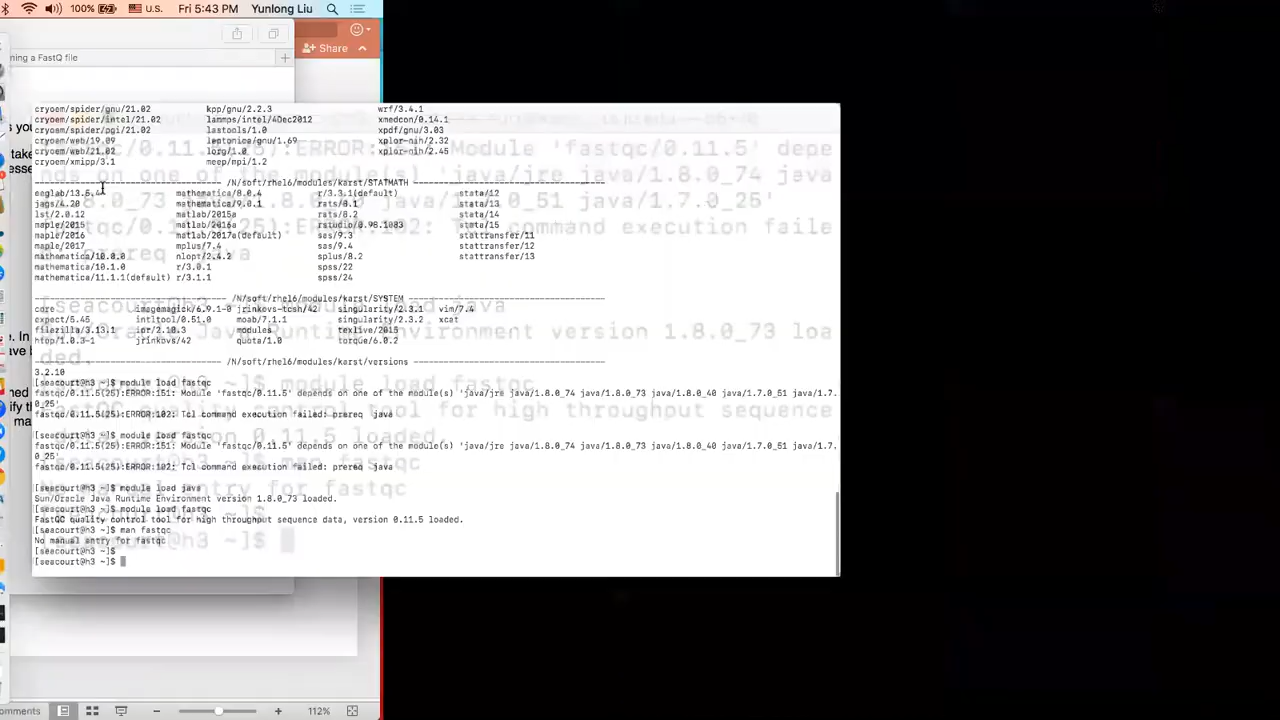 100% U.S. Fri 5:43 PM Yunlong Liu
Share
ning a FastQ file
cryoem/spider/gnu/21.02 kpp/gnu/2.2.3 wrf/3.4.1
cryoem/spider/intel/21.02 lammps/intel/4Dec2012 xmedcon/0.14.1
cryoem/spider/pgi/21.02 lastools/1.0 xpdf/gnu/3.03
cryoem/web/19.09 leptonica/gnu/1.69 xplor-nih/2.32
cryoem/web/21.02 lorg/1.0 xplor-nih/2.45
cryoem/xmipp/3.1 meep/mpi/1.2
/N/soft/rhel6/modules/karst/STATMATH
eeglab/13.5.4 mathematica/8.0.4 r/3.3.1(default) stata/12
jags/4.20 mathematica/9.0.1 rats/8.1 stata/13
lst/2.0.12 matlab/2015a rats/8.2 stata/14
maple/2015 matlab/2016a rstudio/0.98.1083 stata/15
maple/2016 matlab/2017a(default) sas/9.3 stattransfer/11
maple/2017 mplus/7.4 sas/9.4 stattransfer/12
mathematica/10.0.0 nlopt/2.4.2 splus/8.2 stattransfer/13
mathematica/10.1.0 r/3.0.1 spss/22
mathematica/11.1.1(default) r/3.1.1 spss/24
/N/soft/rhel6/modules/karst/SYSTEM
core imagemagick/6.9.1-0 jrinkovs-tcsh/42 singularity/2.3.1 vim/7.4
expect/5.45 intltool/0.51.0 moab/7.1.1 singularity/2.3.2 xcat
filezilla/3.13.1 ior/2.10.3 modules texlive/2015
htop/1.0.3-1 jrinkovs/42 quota/1.0 torque/6.0.2
/N/soft/rhel6/modules/karst/versions
3.2.10
[seacourt@h3 ~]$ module load fastqc
fastqc/0.11.5(25):ERROR:151: Module 'fastqc/0.11.5' depends on one of the module(s) 'java/jre java/1.8.0_74 java/1.8.0_73 java/1.8.0_40 java/1.7.0_51 java/1.7.
0_25'
fastqc/0.11.5(25):ERROR:102: Tcl command execution failed: prereq java
[seacourt@h3 ~]$ module load fastqc
fastqc/0.11.5(25):ERROR:151: Module 'fastqc/0.11.5' depends on one of the module(s) 'java/jre java/1.8.0_74 java/1.8.0_73 java/1.8.0_40 java/1.7.0_51 java/1.7.
0_25'
fastqc/0.11.5(25):ERROR:102: Tcl command execution failed: prereq java
[seacourt@h3 ~]$ module load java
Sun/Oracle Java Runtime Environment version 1.8.0_73 loaded.
[seacourt@h3 ~]$ module load fastqc
FastQC quality control tool for high throughput sequence data, version 0.11.5 loaded.
[seacourt@h3 ~]$ man fastqc
No manual entry for fastqc
[seacourt@h3 ~]$
[seacourt@h3 ~]$
112%